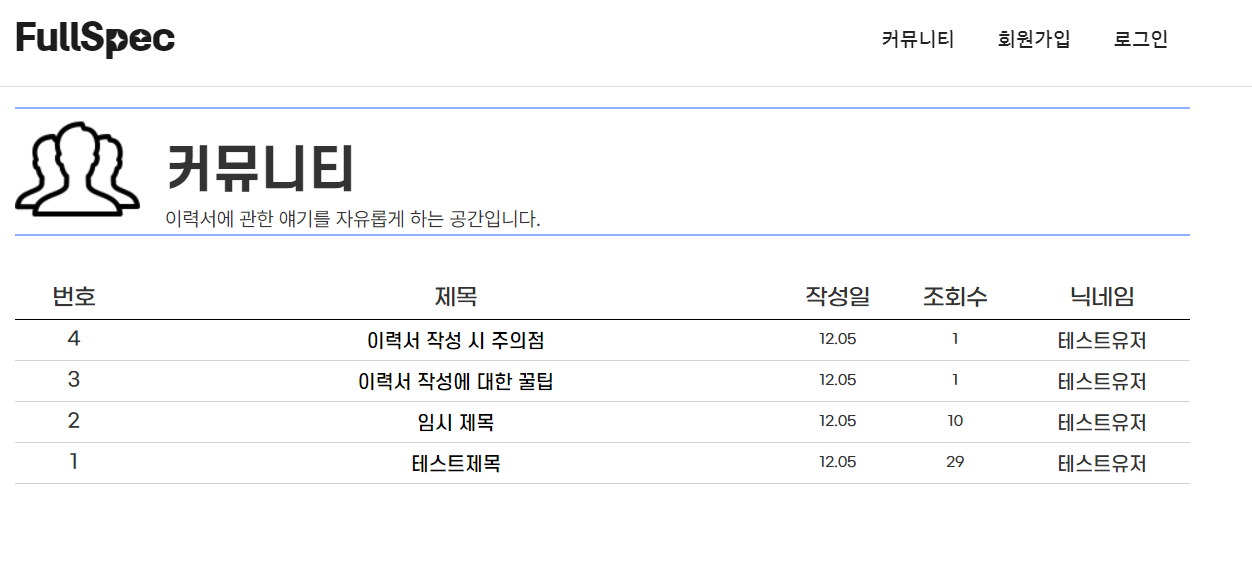 FullSpec 커뮤니티 회원가입 로그인
커뮤니티
이력서에 관한 얘기를 자유롭게 하는 공간입니다.
번호 제목 작성일 조회수 닉네임
4 이력서 작성 시 주의점 12.05 1 테스트유저
3 이력서 작성에 대한 꿀팁 12.05 1 테스트유저
2 임시 제목 12.05 10 테스트유저
1 테스트제목 12.05 29 테스트유저